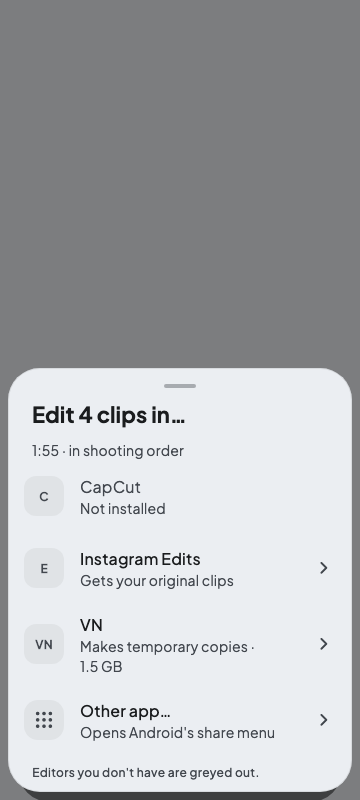 Edit 4 clips in…
1:55 · in shooting order
C
CapCut
Not installed
E
Instagram Edits
Gets your original clips
VN
VN
Makes temporary copies ·
1.5 GB
Other app…
Opens Android's share menu
Editors you don't have are greyed out.